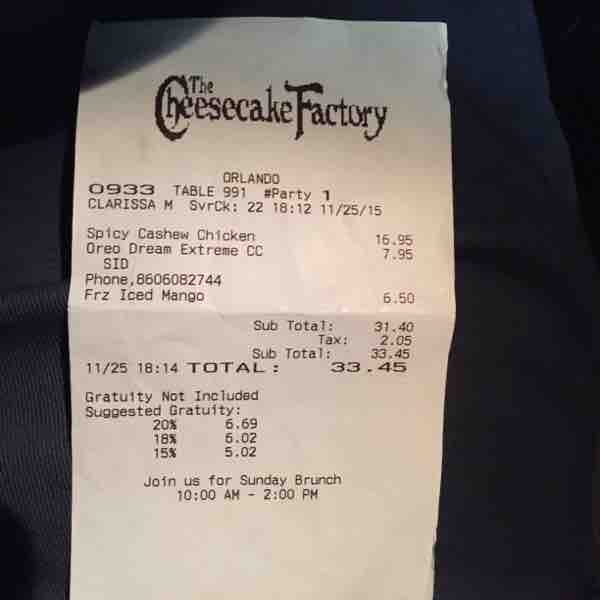 The
Cheesecake Factory
ORLANDO
0933 TABLE 991 #Party 1
CLARISSA M SvrCk: 22 18:12 11/25/15
Spicy Cashew Chicken 16.95
Oreo Dream Extreme CC 7.95
SID
Phone,8606082744
Frz Iced Mango 6.50
Sub Total: 31.40
Tax: 2.05
Sub Total: 33.45
11/25 18:14 TOTAL: 33.45
Gratuity Not Included
Suggested Gratuity:
20% 6.69
18% 6.02
15% 5.02
Join us for Sunday Brunch
10:00 AM - 2:00 PM